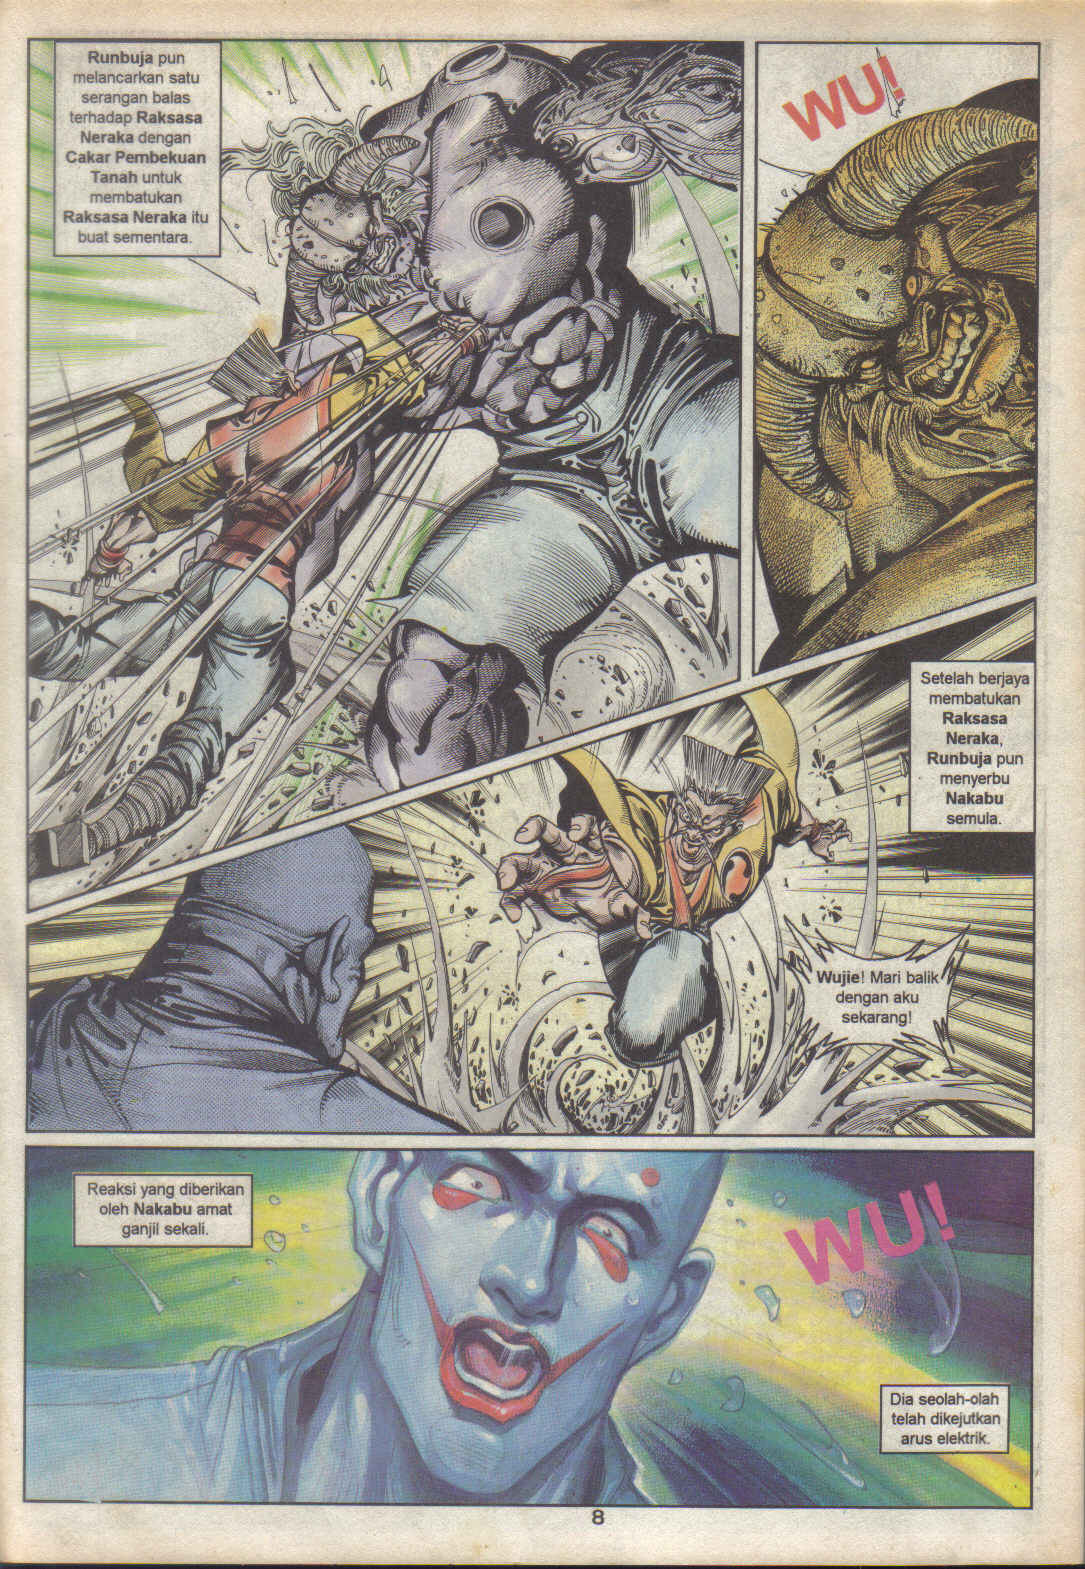 Runbuja pun
melancarkan satu
serangan balas
terhadap Raksasa
Neraka dengan
Cakar Pembekuan
Tanah untuk
membatukan
Raksasa Neraka itu
buat sementara.
WU!
Setelah berjaya
membatukan
Raksasa
Neraka,
Runbuja pun
menyerbu
Nakabu
semula.
Wujie! Mari balik
dengan aku
sekarang!
Reaksi yang diberikan
oleh Nakabu amat
ganjil sekali.
WU!
Dia seolah-olah
telah dikejutkan
arus elektrik.
8